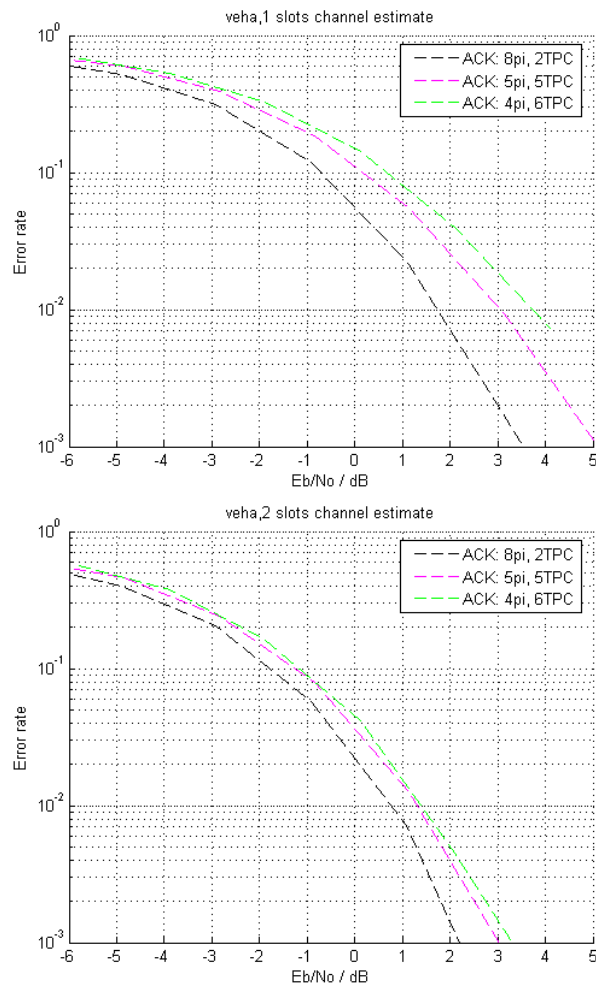 veha,1 slots channel estimate
10^0
10^-1
10^-2
10^-3
Error rate
ACK: 8pi, 2TPC
ACK: 5pi, 5TPC
ACK: 4pi, 6TPC
-6 -5 -4 -3 -2 -1 0 1 2 3 4 5
Eb/No / dB
veha,2 slots channel estimate
10^0
10^-1
10^-2
10^-3
Error rate
ACK: 8pi, 2TPC
ACK: 5pi, 5TPC
ACK: 4pi, 6TPC
-6 -5 -4 -3 -2 -1 0 1 2 3 4 5
Eb/No / dB